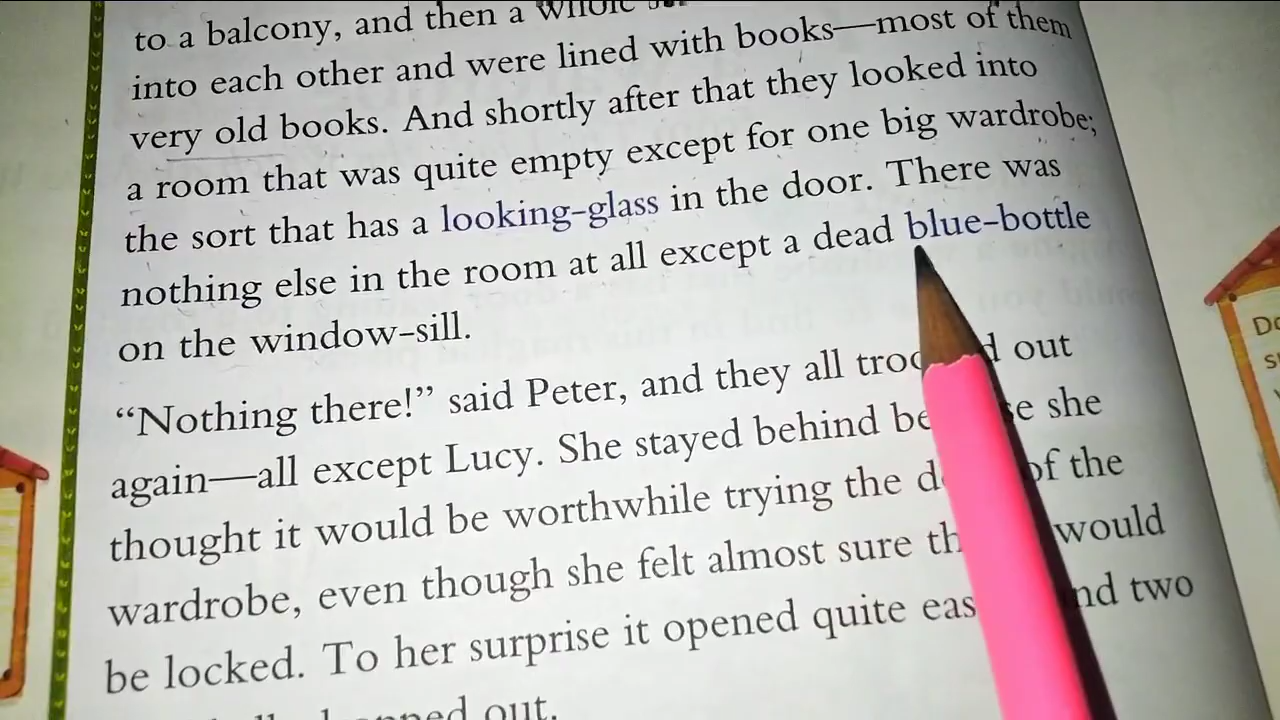 to a balcony, and then a whole
into each other and were lined with books—most of them
very old books. And shortly after that they looked into
a room that was quite empty except for one big wardrobe;
the sort that has a looking-glass in the door. There was
nothing else in the room at all except a dead blue-bottle
on the window-sill.
“Nothing there!” said Peter, and they all out
again—all except Lucy. She stayed behind she
thought it would be worthwhile trying the of the
wardrobe, even though she felt almost sure would
be locked. To her surprise it opened quite two
out.